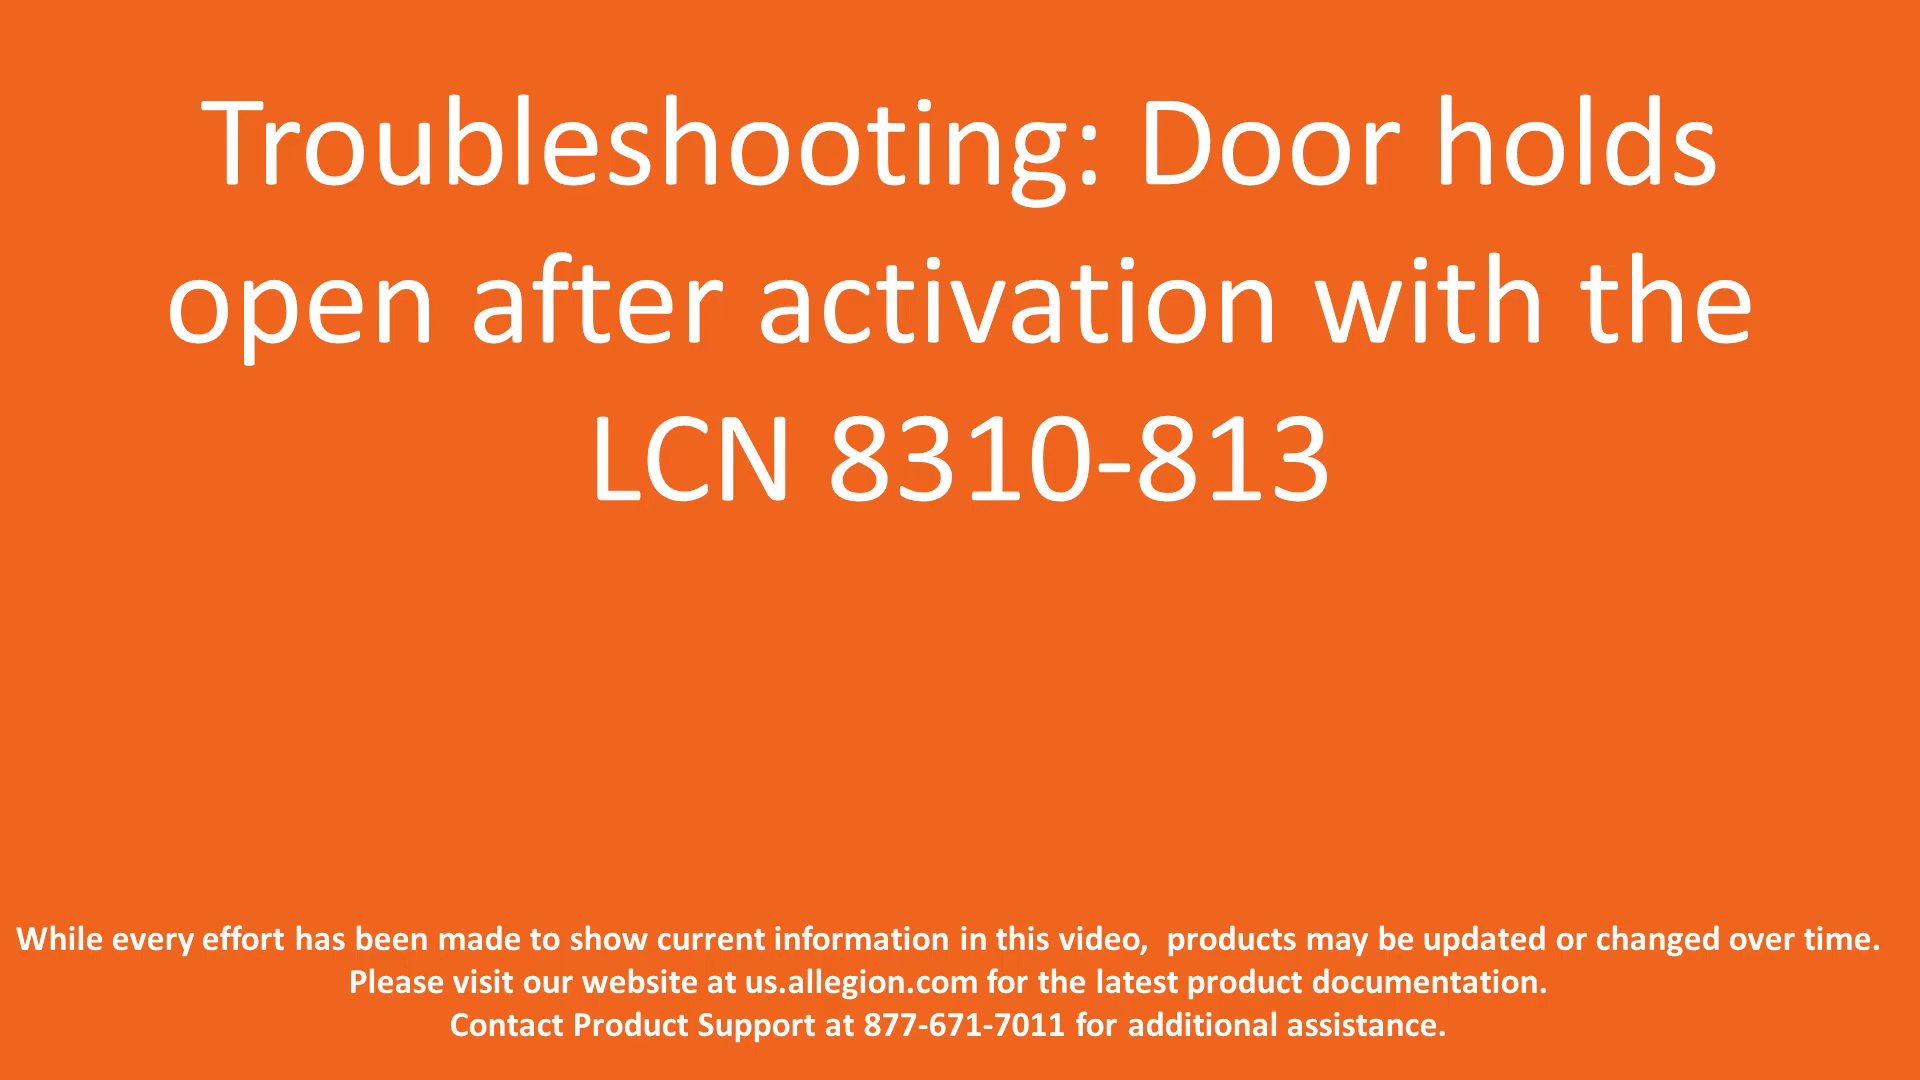 Troubleshooting: Door holds
open after activation with the
LCN 8310-813
While every effort has been made to show current information in this video,  products may be updated or changed over time.
Please visit our website at us.allegion.com for the latest product documentation.
Contact Product Support at 877-671-7011 for additional assistance.